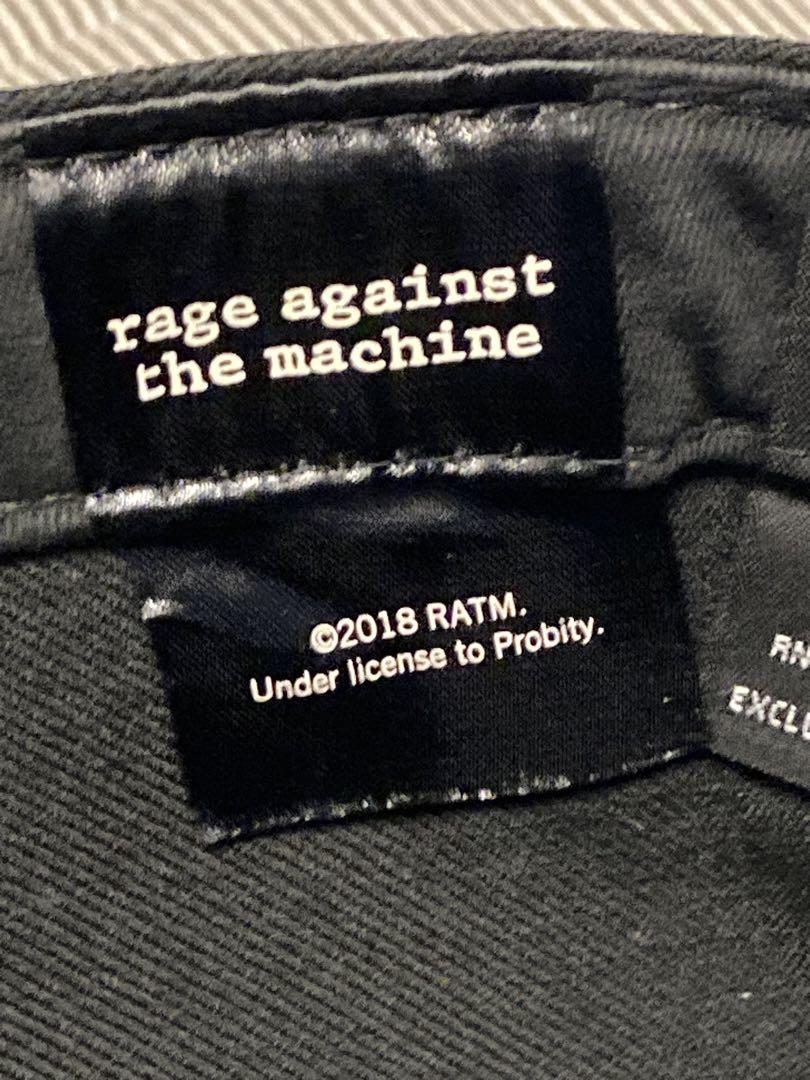 rage against
the machine
©2018 RATM.
Under license to Probity.